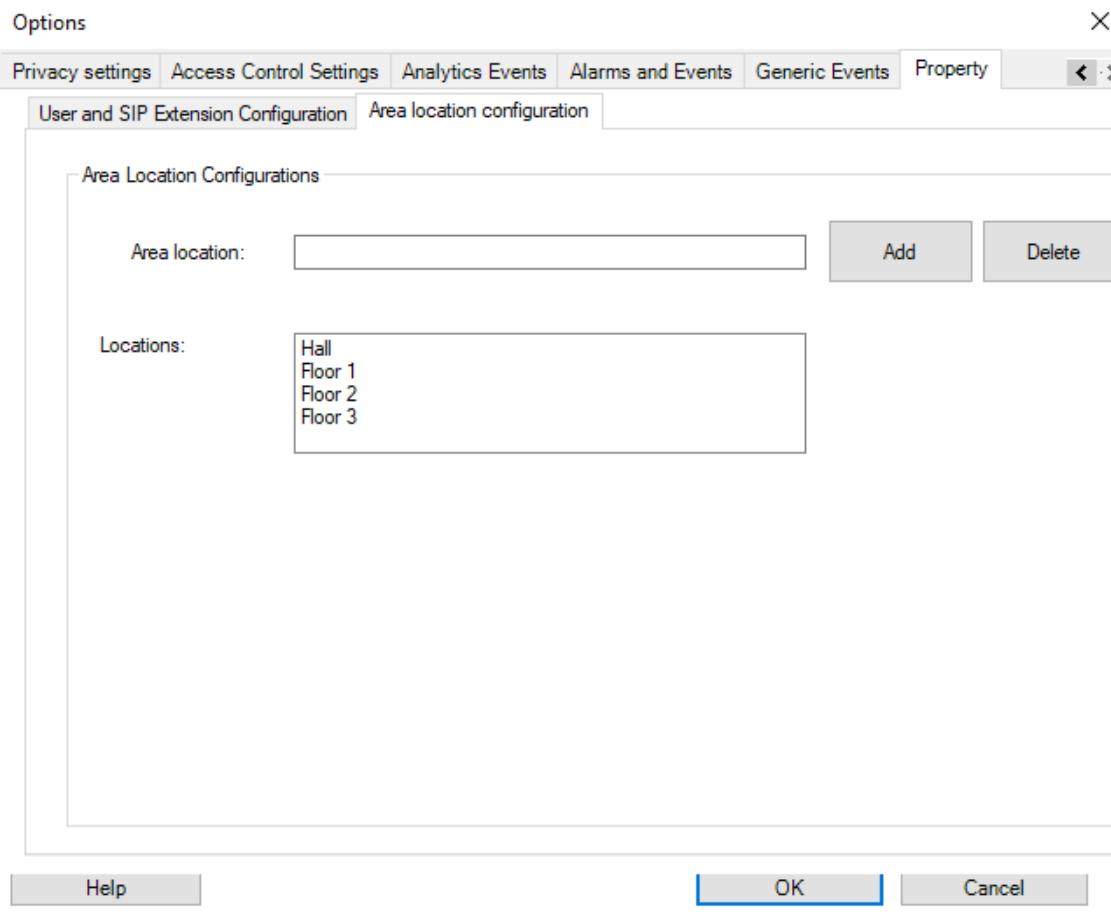 Options
Privacy settings Access Control Settings Analytics Events Alarms and Events Generic Events Property
User and SIP Extension Configuration Area location configuration
Area Location Configurations
Area location: Add Delete
Locations:
Hall
Floor 1
Floor 2
Floor 3
Help OK Cancel